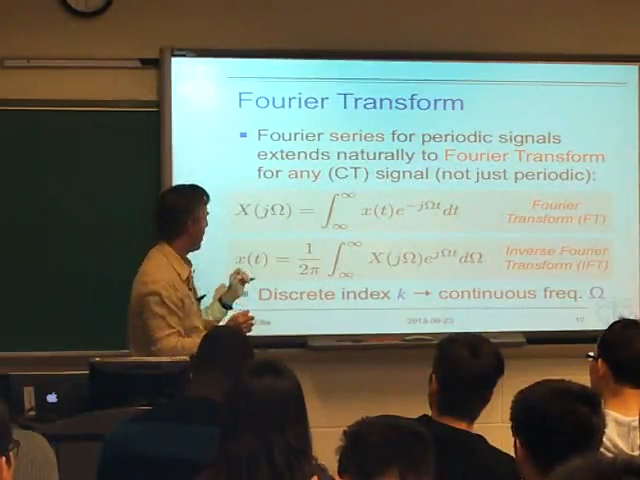 Fourier Transform
Fourier series for periodic signals
extends naturally to Fourier Transform
for any (CT) signal (not just periodic):
X(jΩ) = ∫_∞^∞ x(t)e^{-jΩt} dt
Fourier
Transform (FT)
x(t) = 1/2π ∫_∞^∞ X(jΩ)e^{jΩt} dΩ
Inverse Fourier
Transform (IFT)
Discrete index k → continuous freq. Ω
2013-09-23
10